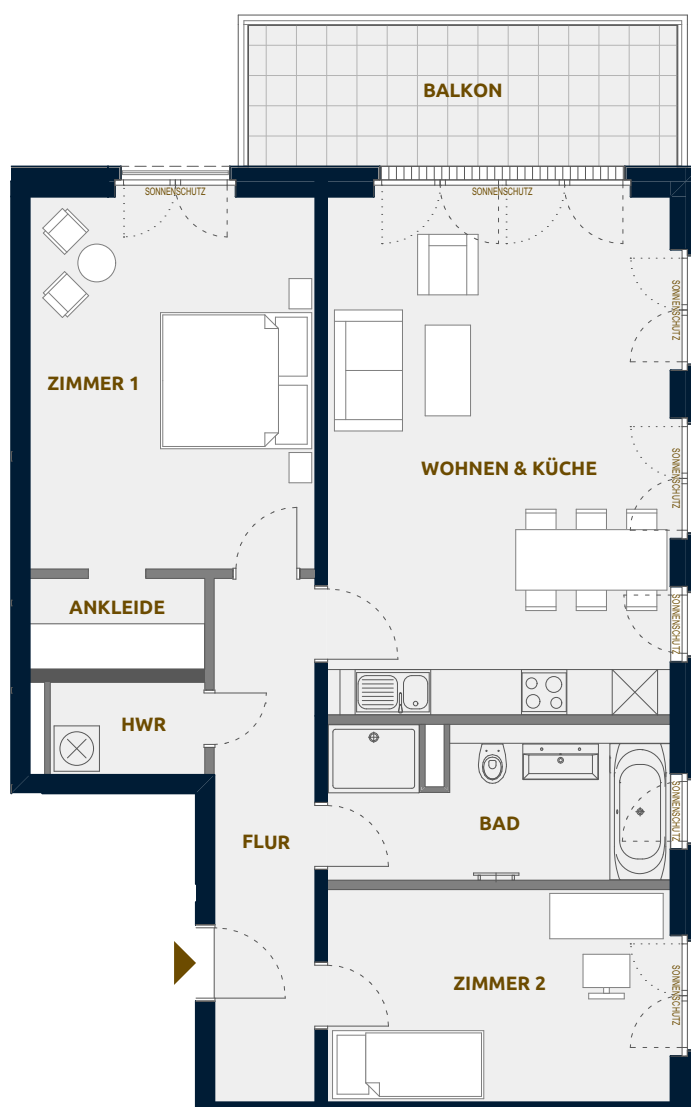 BALKON
SONNENSCHUTZ
SONNENSCHUTZ
SONNENSCHUTZ
ZIMMER 1
WOHNEN & KÜCHE
SONNENSCHUTZ
ANKLEIDE
SONNENSCHUTZ
HWR
SONNENSCHUTZ
BAD
FLUR
ZIMMER 2
SONNENSCHUTZ